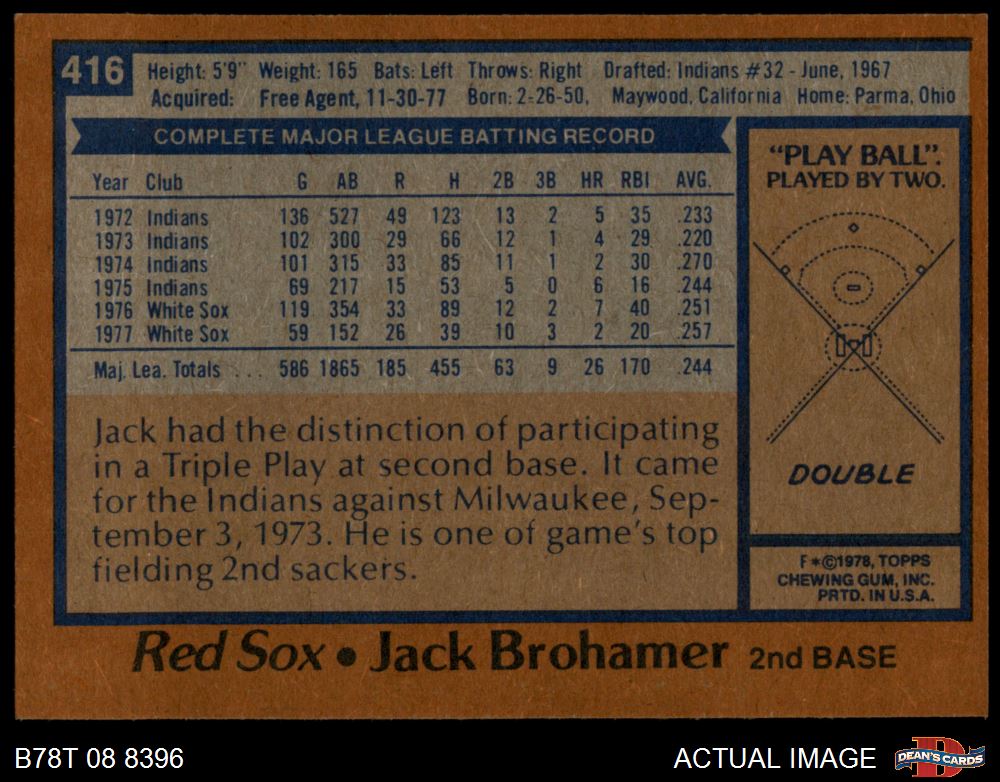 416
Height: 5'9" Weight: 165 Bats: Left Throws: Right Drafted: Indians #32 - June, 1967
Acquired: Free Agent, 11-30-77 Born: 2-26-50, Maywood, California Home: Parma, Ohio
COMPLETE MAJOR LEAGUE BATTING RECORD
Year Club G AB R H 2B 3B HR RBI AVG.
1972 Indians 136 527 49 123 13 2 5 35 .233
1973 Indians 102 300 29 66 12 1 4 29 .220
1974 Indians 101 315 33 85 11 1 2 30 .270
1975 Indians 69 217 15 53 5 0 6 16 .244
1976 White Sox 119 354 33 89 12 2 7 40 .251
1977 White Sox 59 152 26 39 10 3 2 20 .257
Maj. Lea. Totals ... 586 1865 185 455 63 9 26 170 .244
Jack had the distinction of participating
in a Triple Play at second base. It came
for the Indians against Milwaukee, Sep-
tember 3, 1973. He is one of game's top
fielding 2nd sackers.
"PLAY BALL".
PLAYED BY TWO.
DOUBLE
F*©1978, TOPPS
CHEWING GUM, INC.
PRTD. IN U.S.A.
Red Sox • Jack Brohamer 2nd BASE
B78T 08 8396
ACTUAL IMAGE
D
DEAN'S CARDS